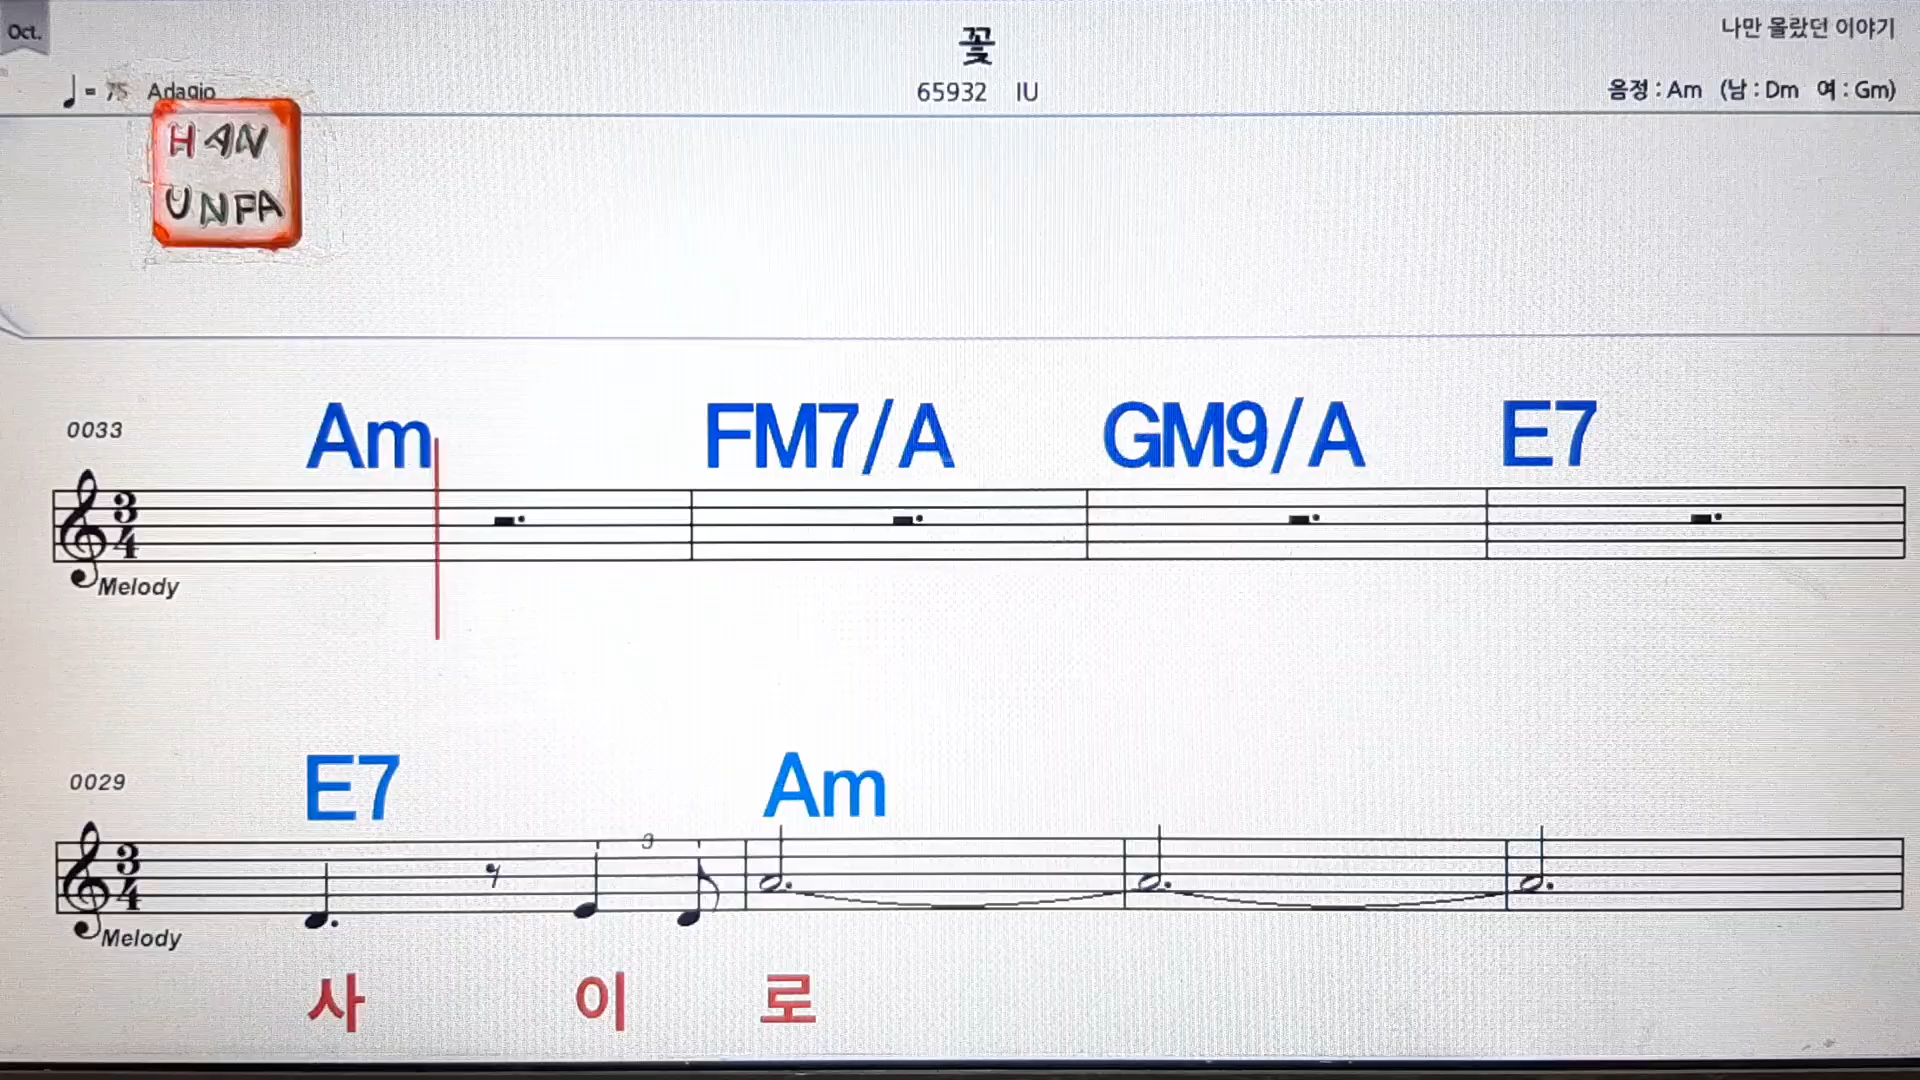 Oct.
꽃
나만 몰랐던 이야기
♩ = 75 Adagio
65932 IU
음정 : Am (남 : Dm 여 : Gm)
HAN
UNFA
0033
Am FM7/A GM9/A E7
3
4
Melody
0029
E7 Am
3
3
4
Melody
사 이 로